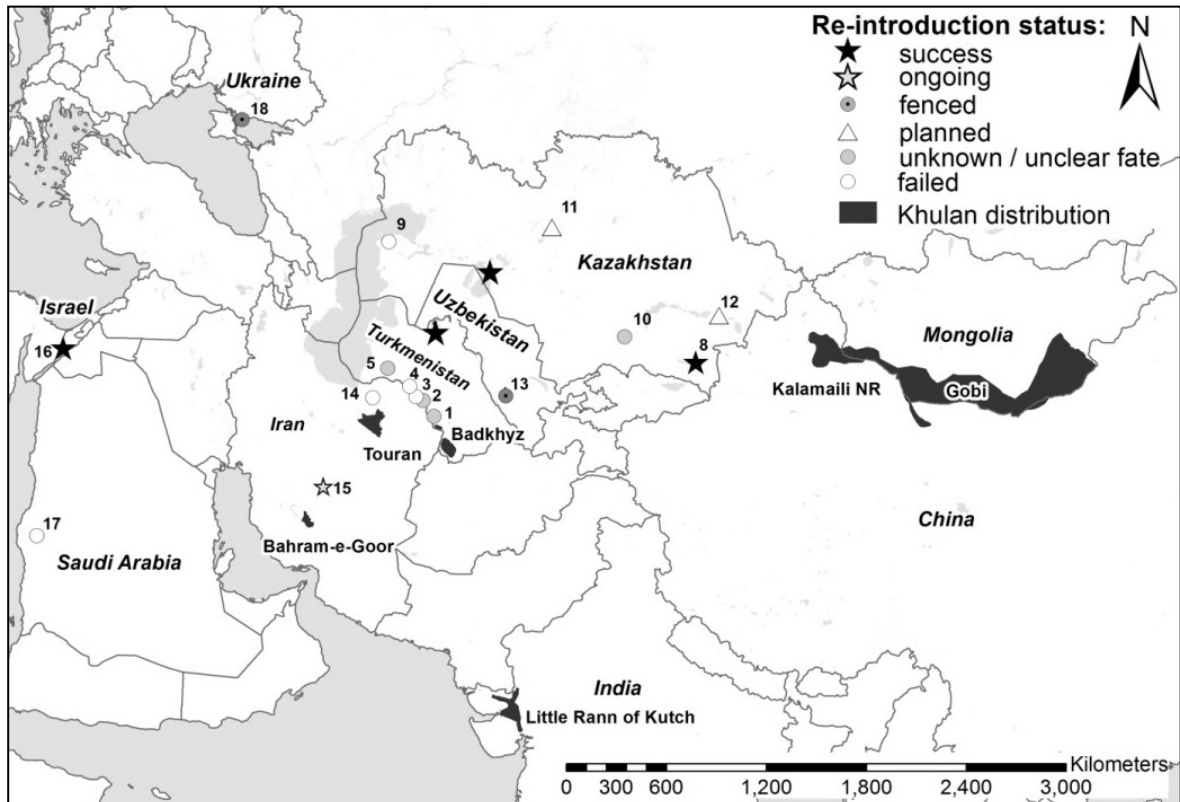 Re-introduction status:
success
ongoing
fenced
planned
unknown / unclear fate
failed
Khulan distribution
N
Ukraine
18
9
11
Kazakhstan
Israel
16
Uzbekistan
12
10
8
Mongolia
Turkmenistan
5
4
3
2
1
13
14
Kalamaili NR
Gobi
Iran
Badkhyz
Touran
15
China
17
Bahram-e-Goor
Saudi Arabia
India
Little Rann of Kutch
Kilometers
0 300 600 1,200 1,800 2,400 3,000